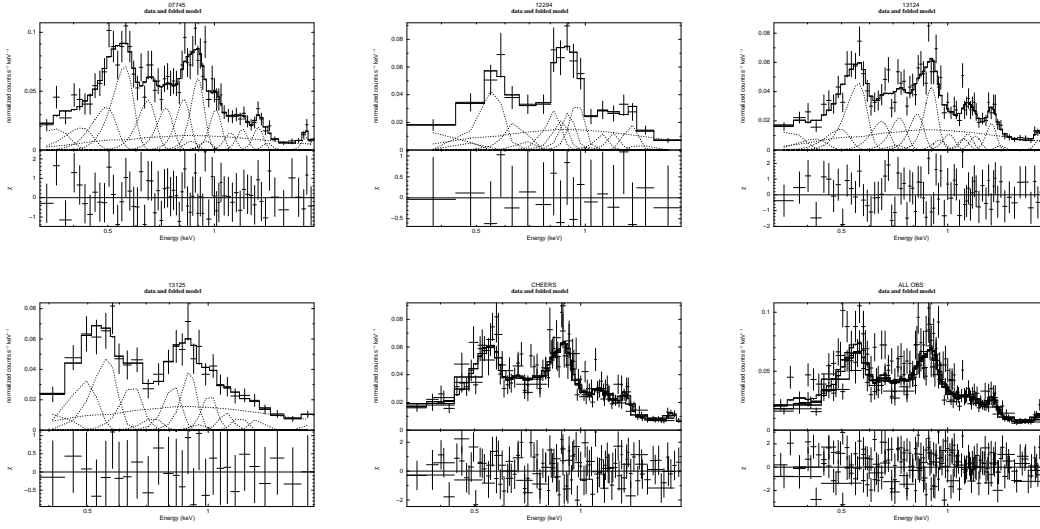 07745
data and folded model
normalized counts s⁻¹ keV⁻¹
0.1
0.05
0
χ
2
1
0
−1
0.5
1
Energy (keV)
12294
data and folded model
normalized counts s⁻¹ keV⁻¹
0.08
0.06
0.04
0.02
0
χ
1
0.5
0
−0.5
0.5
1
Energy (keV)
13124
data and folded model
normalized counts s⁻¹ keV⁻¹
0.08
0.06
0.04
0.02
0
χ
2
1
0
−1
−2
0.5
1
Energy (keV)
13125
data and folded model
normalized counts s⁻¹ keV⁻¹
0.08
0.06
0.04
0.02
0
χ
1
0.5
0
−0.5
0.5
1
Energy (keV)
CHEERS
data and folded model
normalized counts s⁻¹ keV⁻¹
0.08
0.06
0.04
0.02
0
χ
2
0
−2
0.5
1
Energy (keV)
ALL OBS
data and folded model
normalized counts s⁻¹ keV⁻¹
0.1
0.05
0
χ
2
0
−2
0.5
1
Energy (keV)